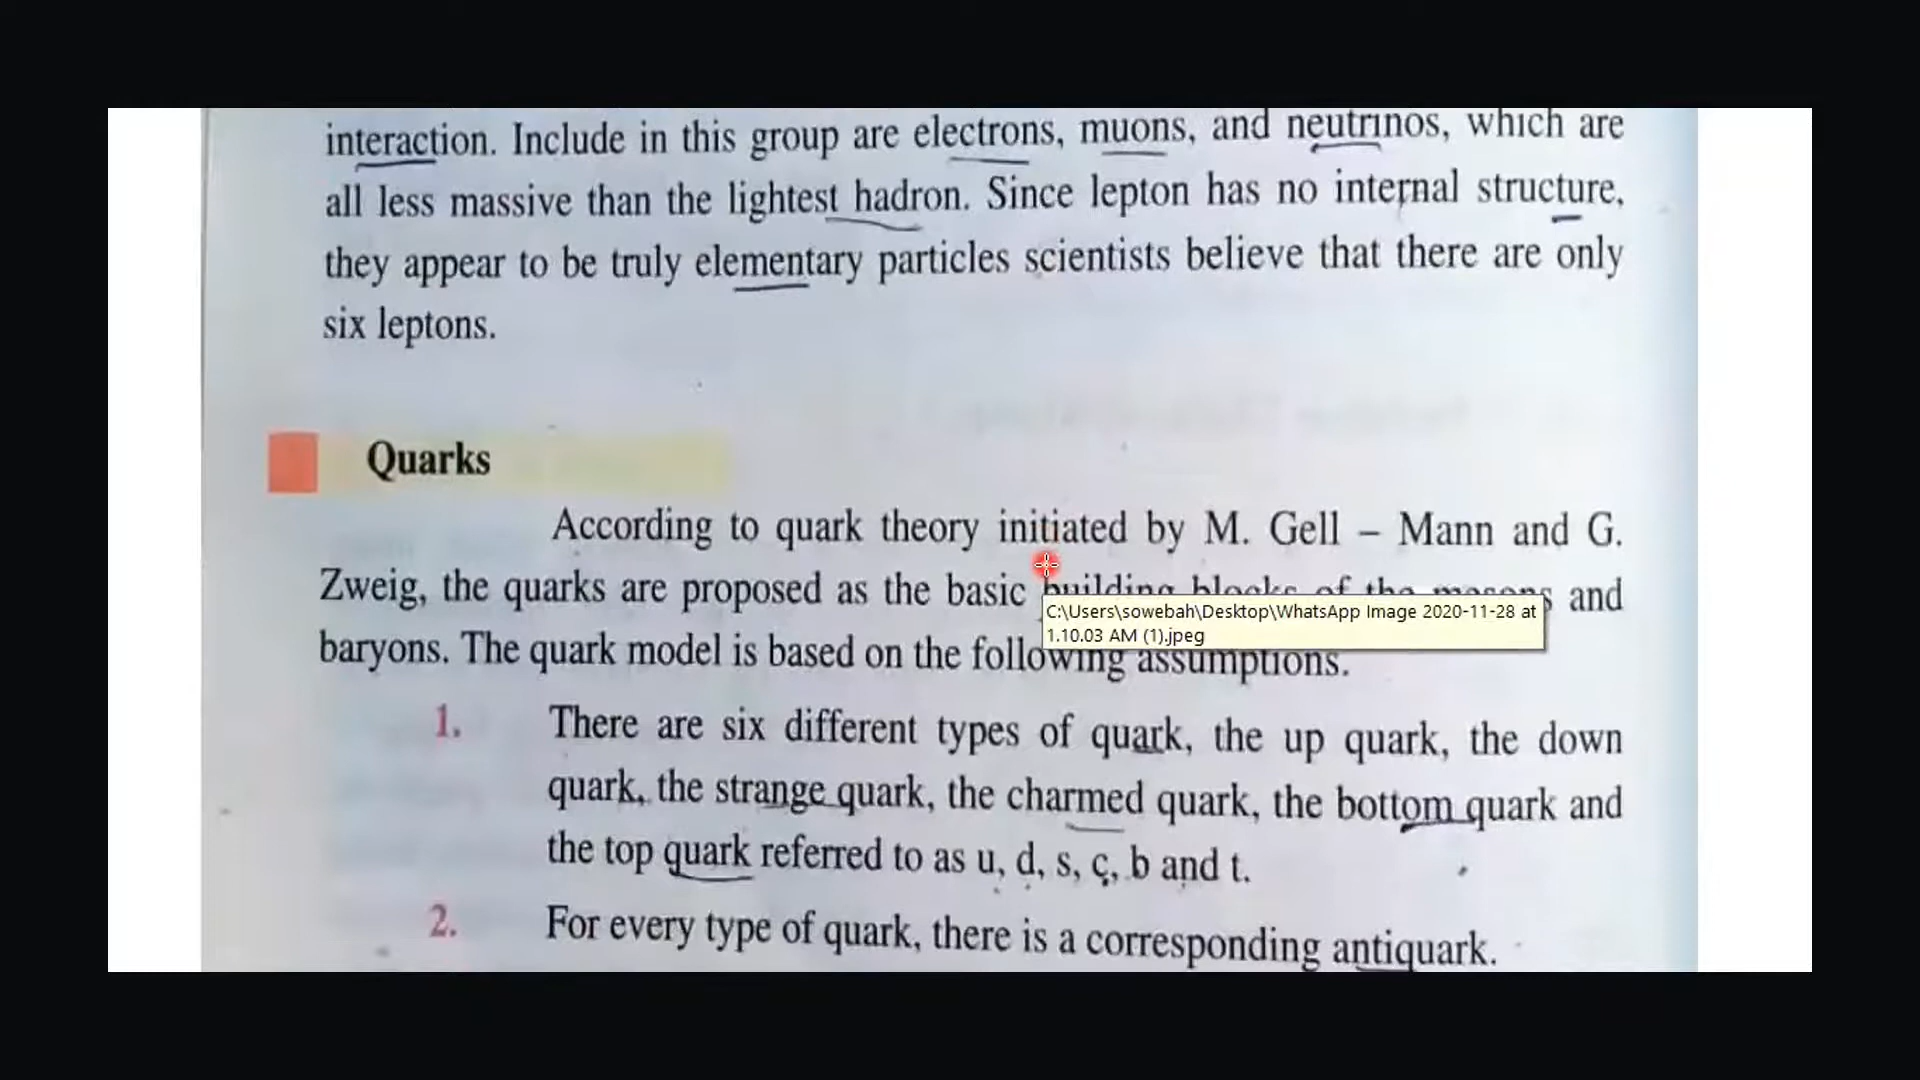 interaction. Include in this group are electrons, muons, and neutrinos, which are
all less massive than the lightest hadron. Since lepton has no internal structure,
they appear to be truly elementary particles scientists believe that there are only
six leptons.
Quarks
According to quark theory initiated by M. Gell – Mann and G.
Zweig, the quarks are proposed as the basic building blocks of the mesons and
C:\Users\sowebah\Desktop\WhatsApp Image 2020-11-28 at
1.10.03 AM (1).jpeg
baryons. The quark model is based on the following assumptions.
1. There are six different types of quark, the up quark, the down
quark, the strange quark, the charmed quark, the bottom quark and
the top quark referred to as u, d, s, c, b and t.
2. For every type of quark, there is a corresponding antiquark.